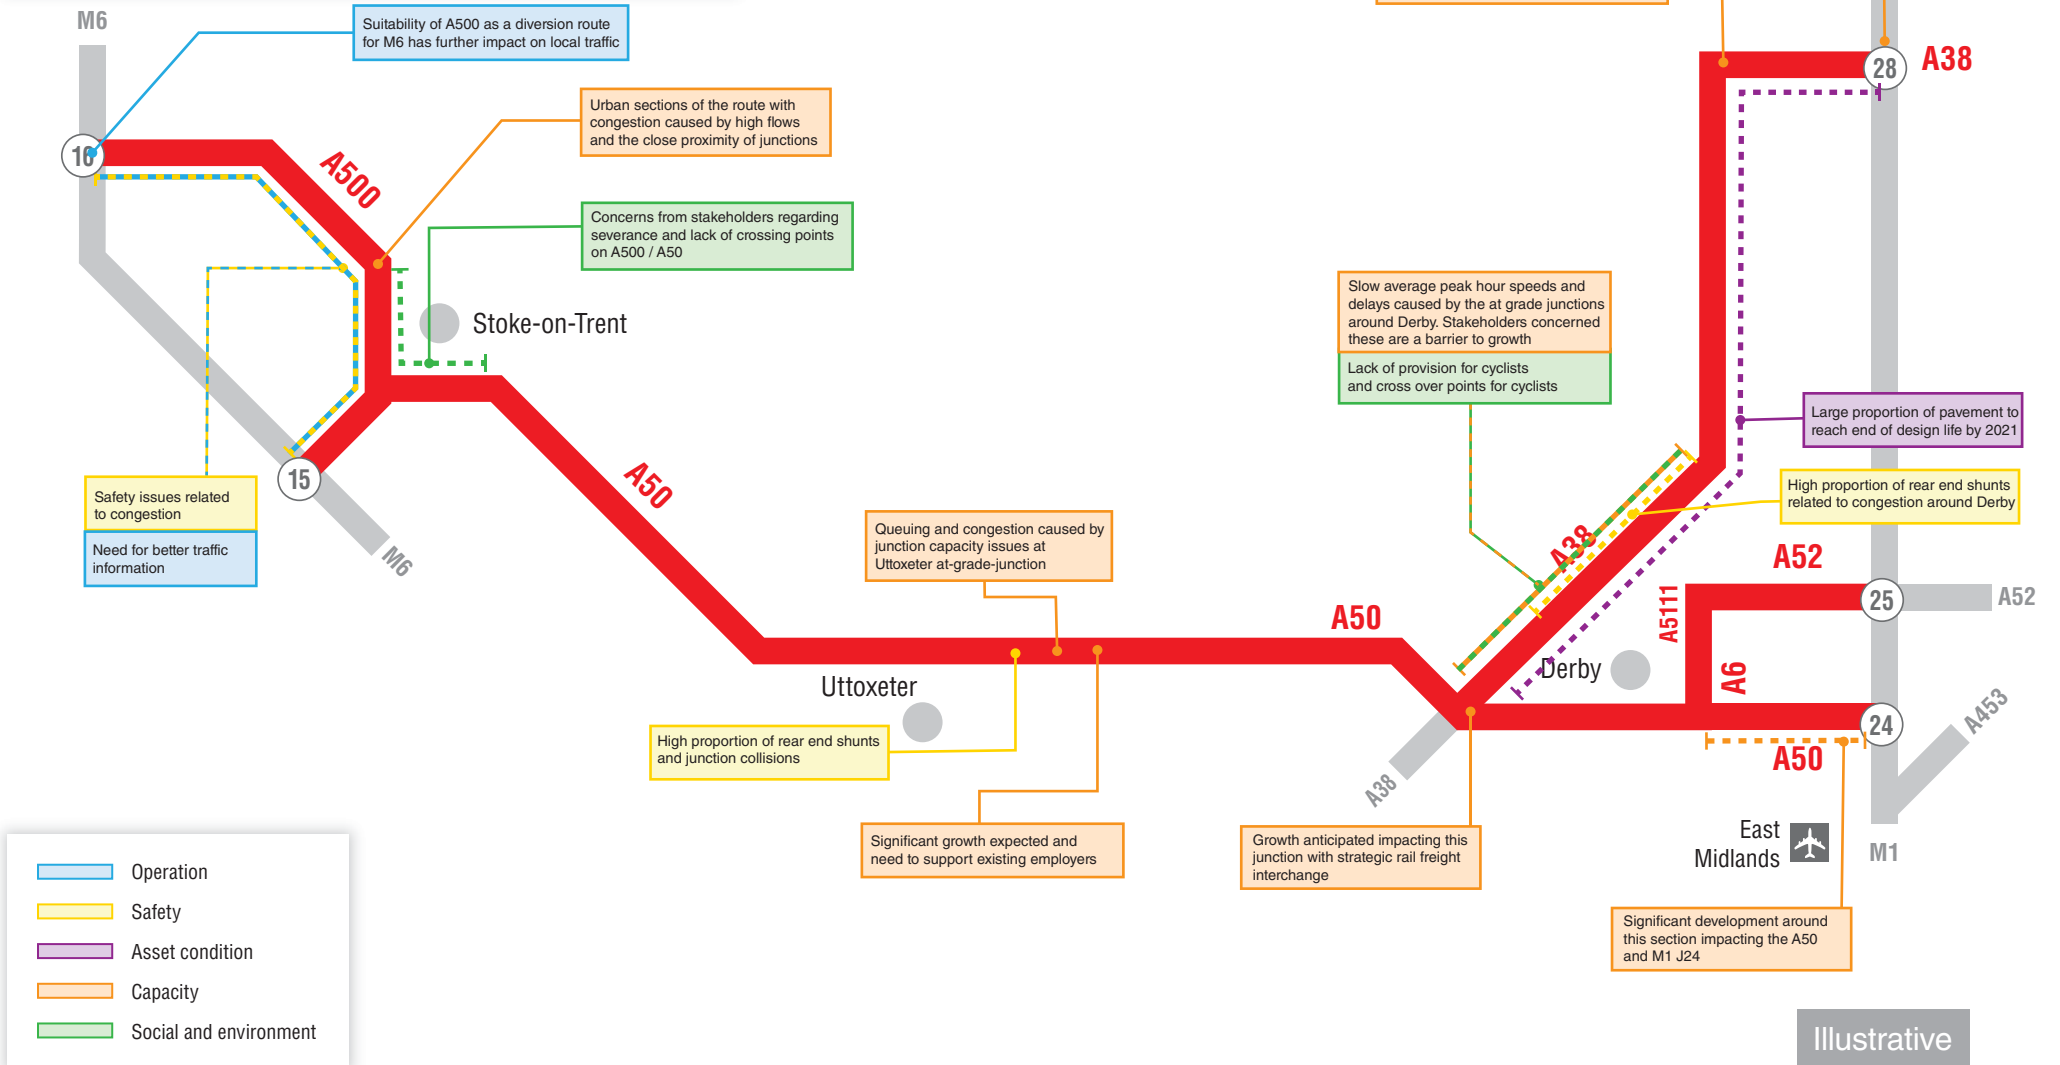 M6
Suitability of A500 as a diversion route
for M6 has further impact on local traffic
A38
28
Urban sections of the route with
congestion caused by high flows
and the close proximity of junctions
16
A500
Concerns from stakeholders regarding
severance and lack of crossing points
on A500 / A50
Stoke-on-Trent
Slow average peak hour speeds and
delays caused by the at grade junctions
around Derby. Stakeholders concerned
these are a barrier to growth
Lack of provision for cyclists
and cross over points for cyclists
Large proportion of pavement to
reach end of design life by 2021
15
A50
High proportion of rear end shunts
related to congestion around Derby
Safety issues related
to congestion
Need for better traffic
information
M6
Queuing and congestion caused by
junction capacity issues at
Uttoxeter at-grade-junction
A38
A52
25
A52
A5111
A50
Derby
A6
Uttoxeter
24
A453
High proportion of rear end shunts
and junction collisions
A50
A38
Significant growth expected and
need to support existing employers
Growth anticipated impacting this
junction with strategic rail freight
interchange
East
Midlands
M1
Significant development around
this section impacting the A50
and M1 J24
Operation
Safety
Asset condition
Capacity
Social and environment
Illustrative